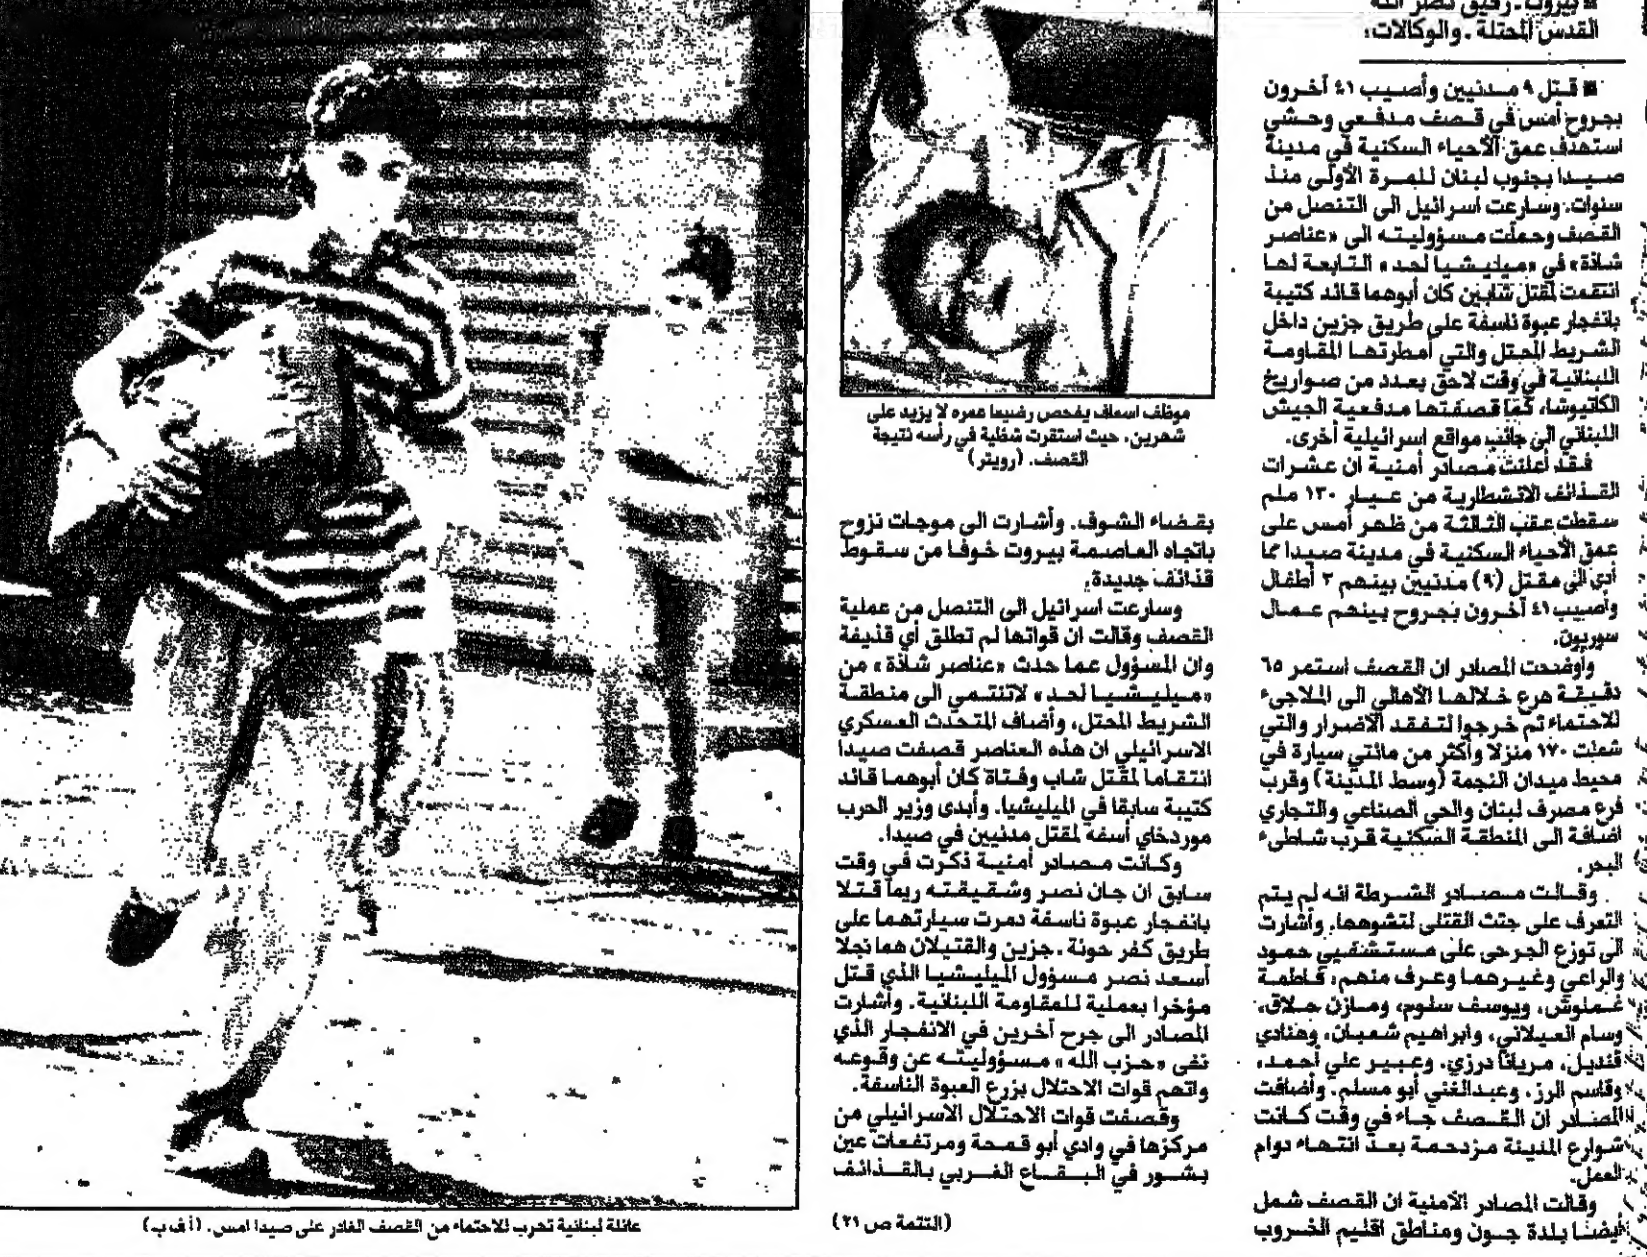 ■ بيروت ـ رفيق نصر الله
القدس المحتلة ـ والوكالات:
■ قتل ٩ مدنيين وأصيب ٤١ آخرون
بجروح أمس في قصف مدفعي وحشي
استهدف عمق الأحياء السكنية في مدينة
صيدا بجنوب لبنان للمرة الأولى منذ
سنوات. وسارعت اسرائيل الى التنصل من
القصف وحملت مسؤوليته الى «عناصر
شاذة» في «ميليشيا لحد» التابعة لها
انتقمت لمقتل شابين كان أبوهما قائد كتيبة
بانفجار عبوة ناسفة على طريق جزين داخل
الشريط المحتل والتي أمطرتها المقاومة
اللبنانية في وقت لاحق بعدد من صواريخ
الكاتيوشا، كما قصفتها مدفعية الجيش
اللبناني الى جانب مواقع اسرائيلية أخرى.
فقد أعلنت مصادر أمنية ان عشرات
القذائف الانشطارية من عيار ١٣٠ ملم
سقطت عقب الثالثة من ظهر أمس على
عمق الأحياء السكنية في مدينة صيدا مما
أدى الى مقتل (٩) مدنيين بينهم ٣ أطفال
وأصيب ٤١ آخرون بجروح بينهم عمال
سوريون.
وأوضحت المصادر ان القصف استمر ٦٥
دقيقة هرع خلالها الأهالي الى الملاجىء
للاحتماء ثم خرجوا لتفقد الاضرار والتي
شملت ١٧٠ منزلا وأكثر من مائتي سيارة في
محيط ميدان النجمة (وسط المدينة) وقرب
فرع مصرف لبنان والحي الصناعي والتجاري
اضافة الى المنطقة السكنية قرب شاطىء
البحر.
وقالت مصادر الشرطة انه لم يتم
التعرف على جثث القتلى لتشوهها. وأشارت
الى توزع الجرحى على مستشفيي حمود
والراعي وغيرهما وعرف منهم: فاطمة
غملوش، ويوسف سلوم، ومازن حلاق،
وسام العيلاني، وابراهيم شعبان، وهنادي
قنديل، مريانا درزي، وعبير علي أحمد،
وقاسم الرز، وعبدالغني أبو مسلم. وأضافت
المصادر ان القصف جاء في وقت كانت
شوارع المدينة مزدحمة بعد انتهاء دوام
العمل.
وقالت المصادر الأمنية ان القصف شمل
أيضا بلدة جون ومناطق اقليم الخروب
موظف اسعاف يفحص رضيعا عمره لا يزيد على
شهرين، حيث استقرت شظية في رأسه نتيجة
القصف. (رويتر)
بقضاء الشوف. وأشارت الى موجات نزوح
باتجاه العاصمة بيروت خوفا من سقوط
قذائف جديدة.
وسارعت اسرائيل الى التنصل من عملية
القصف وقالت ان قواتها لم تطلق أي قذيفة
وان المسؤول عما حدث «عناصر شاذة» من
«ميليشيا لحد» لاتنتمي الى منطقة
الشريط المحتل، وأضاف المتحدث العسكري
الاسرائيلي ان هذه العناصر قصفت صيدا
انتقاما لمقتل شاب وفتاة كان أبوهما قائد
كتيبة سابقا في الميليشيا. وأبدى وزير الحرب
موردخاي أسفه لمقتل مدنيين في صيدا.
وكانت مصادر أمنية ذكرت في وقت
سابق ان جان نصر وشقيقته ريما قتلا
بانفجار عبوة ناسفة دمرت سيارتهما على
طريق كفر حونة ـ جزين والقتيلان هما نجلا
أسعد نصر مسؤول الميليشيا الذي قتل
مؤخرا بعملية للمقاومة اللبنانية. وأشارت
المصادر الى جرح آخرين في الانفجار الذي
نفى «حزب الله» مسؤوليته عن وقوعه
واتهم قوات الاحتلال بزرع العبوة الناسفة.
وقصفت قوات الاحتلال الاسرائيلي من
مركزها في وادي أبو قمحة ومرتفعات عين
بشور في البقاع الغربي بالقذائف
(التتمة ص ٢١)
عائلة لبنانية تهرب للاحتماء من القصف الغادر على صيدا امس. (أ ف ب)